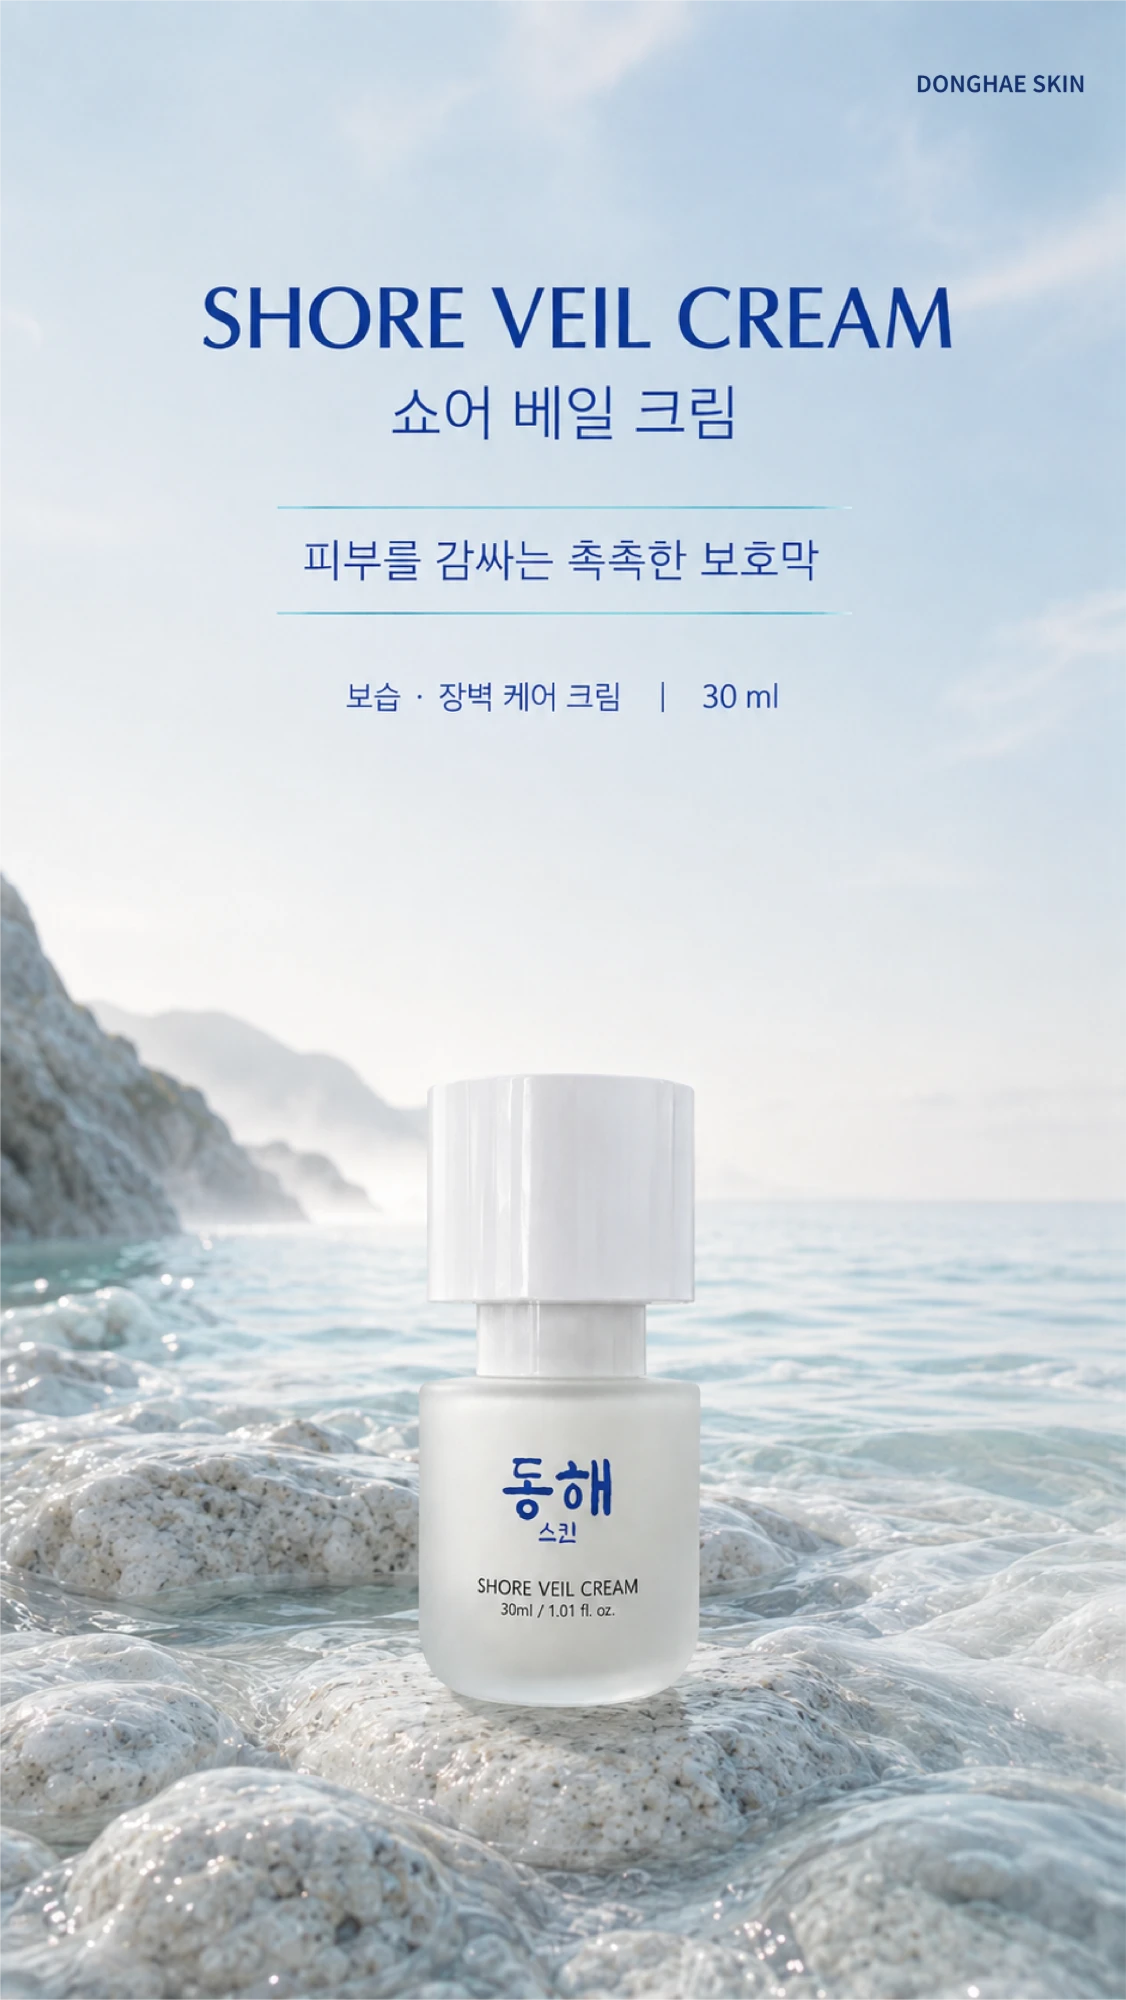 DONGHAE SKIN
SHORE VEIL CREAM
쇼어 베일 크림
피부를 감싸는 촉촉한 보호막
보습 · 장벽 케어 크림 | 30 ml
동해
스킨
SHORE VEIL CREAM
30ml / 1.01 fl. oz.